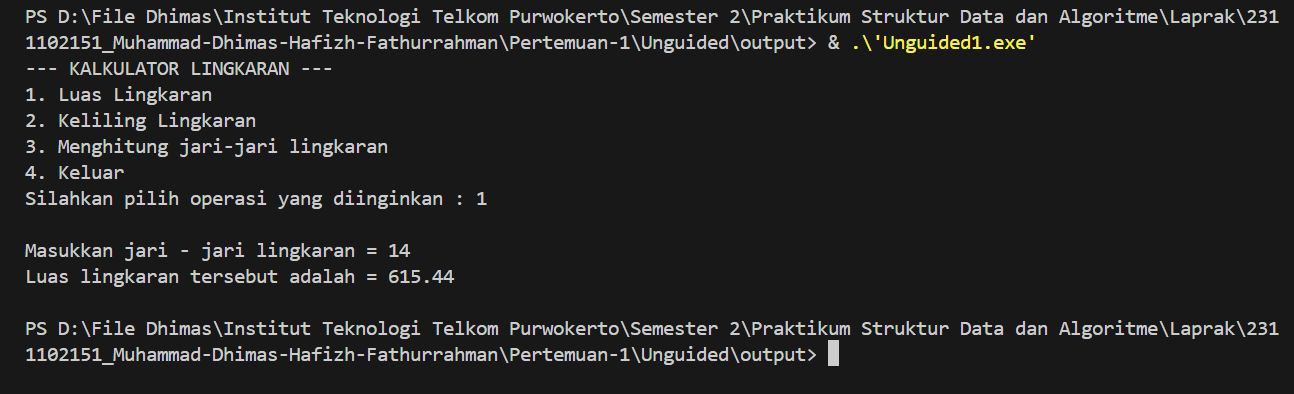 PS D:\File Dhimas\Institut Teknologi Telkom Purwokerto\Semester 2\Praktikum Struktur Data dan Algoritme\Laprak\231
1102151_Muhammad-Dhimas-Hafizh-Fathurrahman\Pertemuan-1\Unguided\output> & .\'Unguided1.exe'
--- KALKULATOR LINGKARAN ---
1. Luas Lingkaran
2. Keliling Lingkaran
3. Menghitung jari-jari lingkaran
4. Keluar
Silahkan pilih operasi yang diinginkan : 1
Masukkan jari - jari lingkaran = 14
Luas lingkaran tersebut adalah = 615.44
PS D:\File Dhimas\Institut Teknologi Telkom Purwokerto\Semester 2\Praktikum Struktur Data dan Algoritme\Laprak\231
1102151_Muhammad-Dhimas-Hafizh-Fathurrahman\Pertemuan-1\Unguided\output>